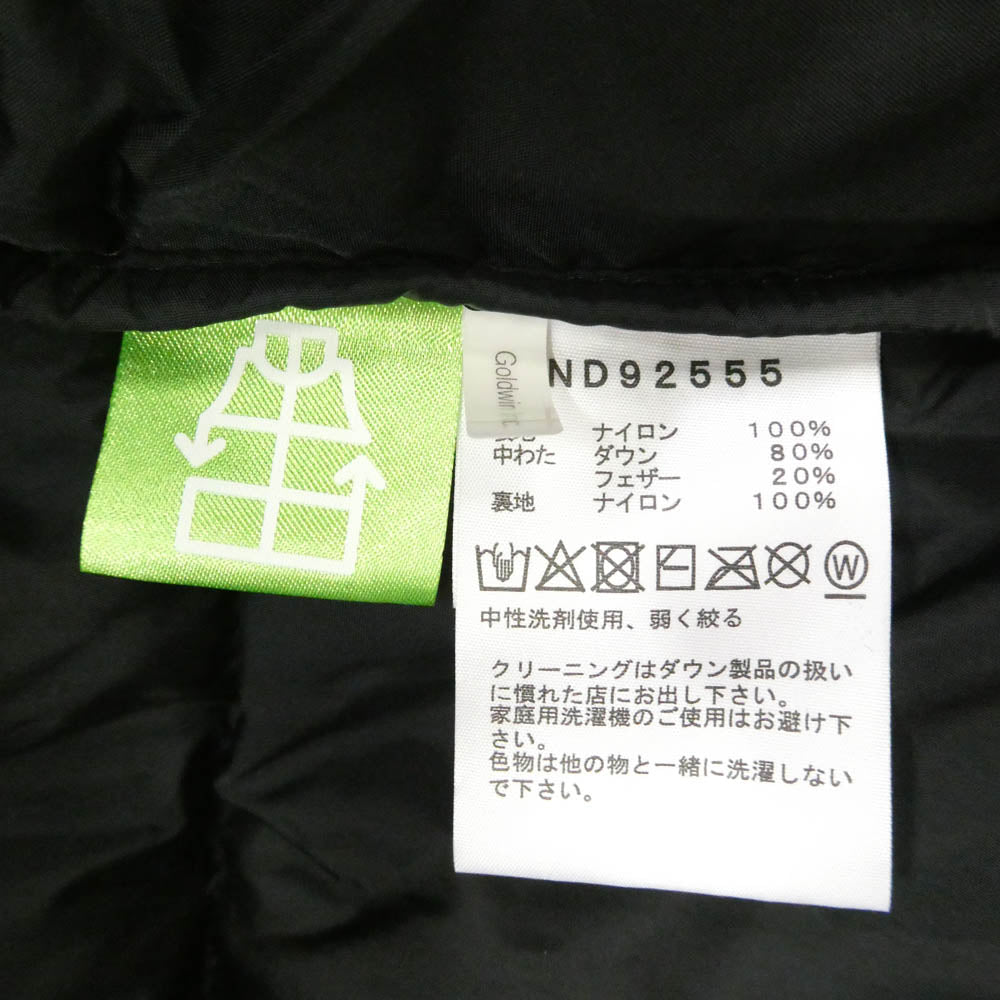 Goldwin
ND92555
ナイロン 100%
中わた ダウン 80%
フェザー 20%
裏地 ナイロン 100%
W
中性洗剤使用、弱く絞る
クリーニングはダウン製品の扱い
に慣れた店にお出し下さい。
家庭用洗濯機のご使用はお避け下
さい。
色物は他の物と一緒に洗濯しない
で下さい。